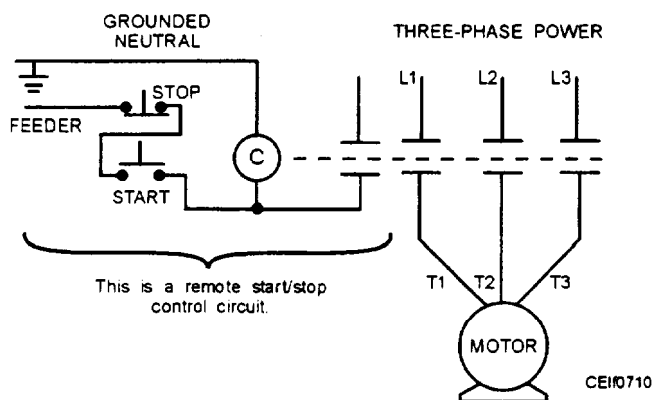 GROUNDED
NEUTRAL
THREE-PHASE POWER
L1
L2
L3
STOP
FEEDER
C
START
This is a remote start/stop
control circuit.
T1
T2
T3
MOTOR
CEIf0710